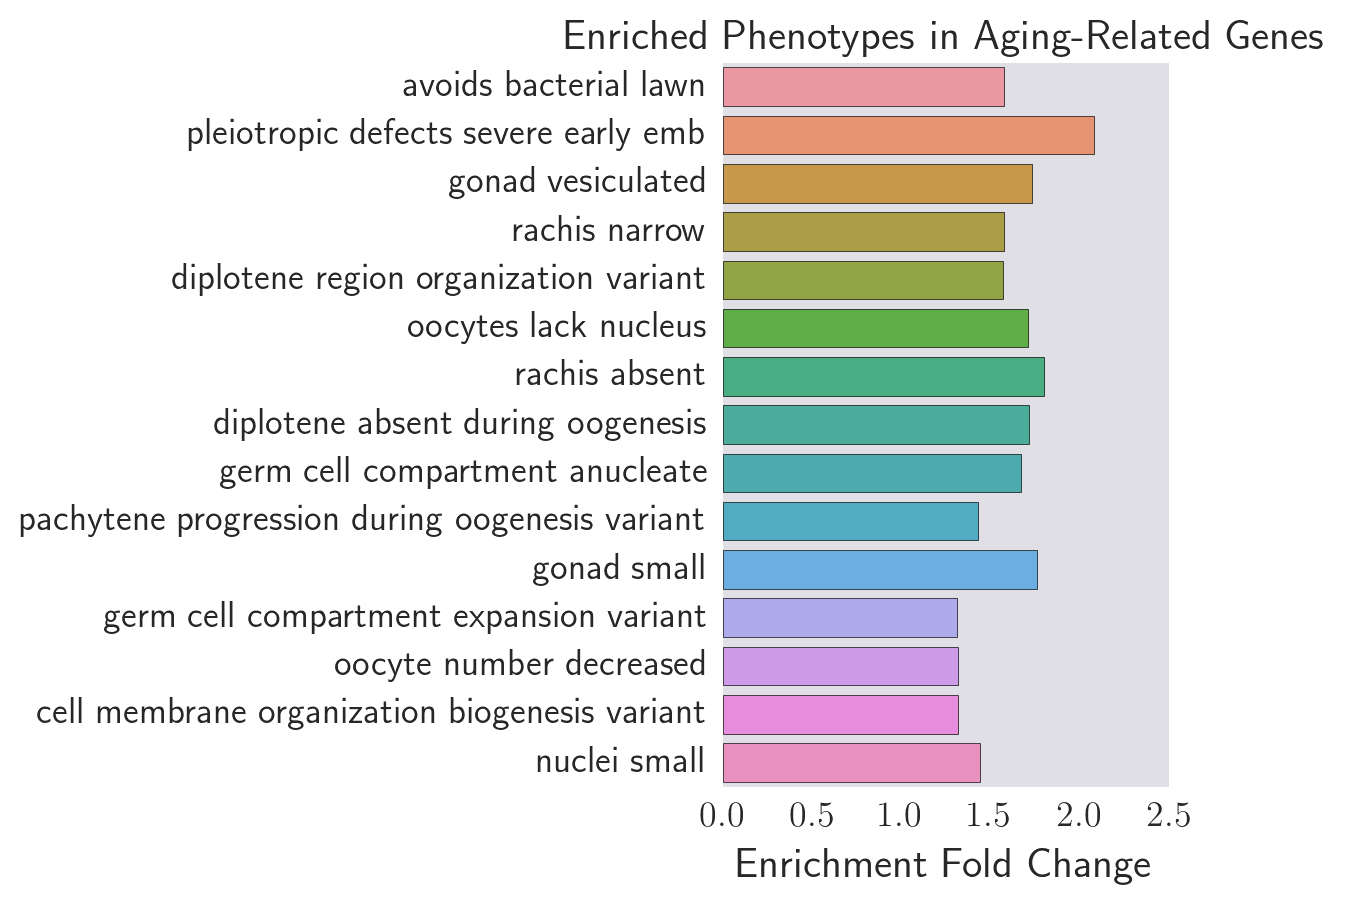 Enriched Phenotypes in Aging-Related Genes
avoids bacterial lawn
pleiotropic defects severe early emb
gonad vesiculated
rachis narrow
diplotene region organization variant
oocytes lack nucleus
rachis absent
diplotene absent during oogenesis
germ cell compartment anucleate
pachytene progression during oogenesis variant
gonad small
germ cell compartment expansion variant
oocyte number decreased
cell membrane organization biogenesis variant
nuclei small
0.0 0.5 1.0 1.5 2.0 2.5
Enrichment Fold Change